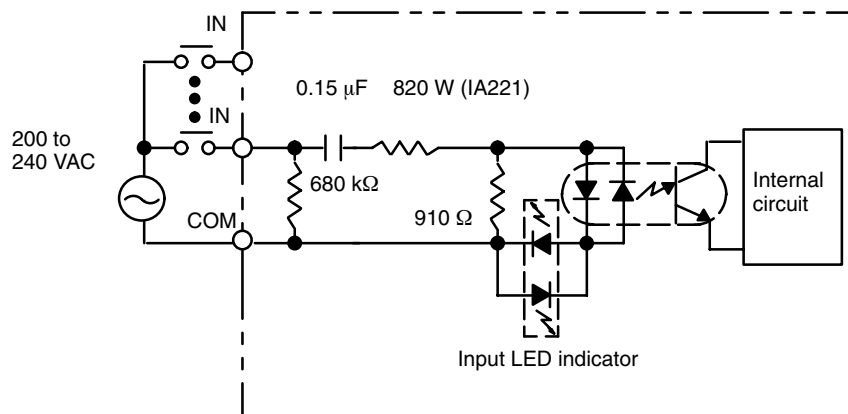 IN
0.15 μF 820 W (IA221)
IN
200 to
240 VAC
680 kΩ
COM
910 Ω
Internal
circuit
Input LED indicator